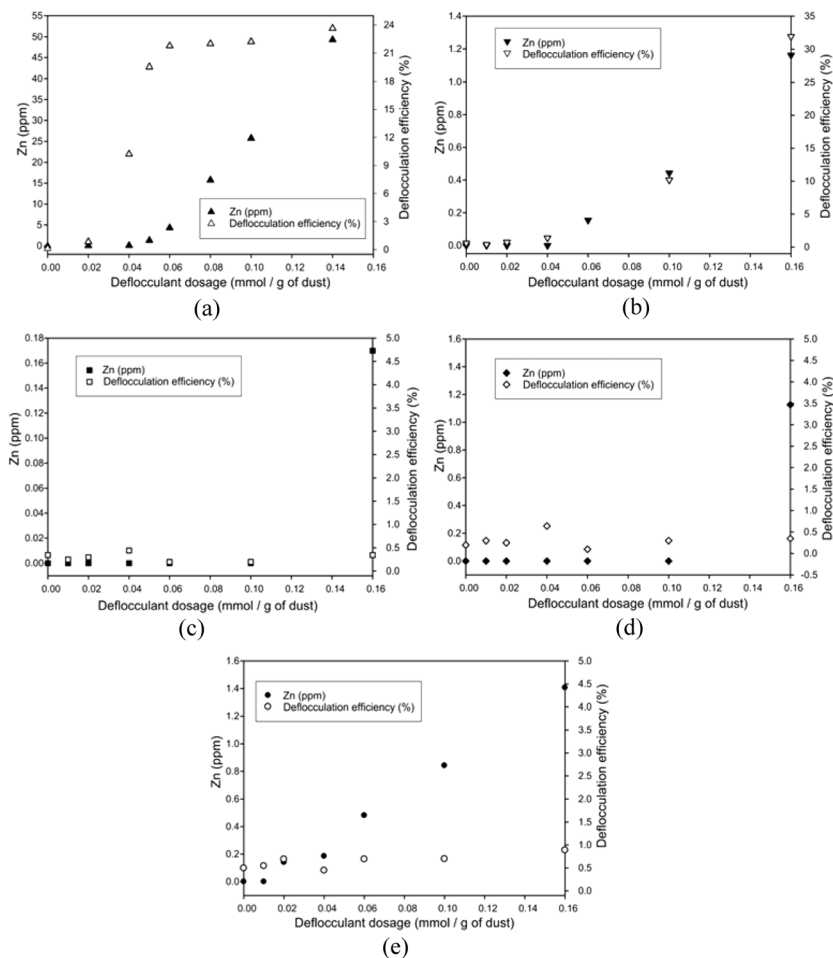 55
50
45
40
35
30
25
20
15
10
5
0
Zn (ppm)
24
21
18
15
12
9
6
3
0
Deflocculation efficiency (%)
Zn (ppm)
Deflocculation efficiency (%)
0.00 0.02 0.04 0.06 0.08 0.10 0.12 0.14 0.16
Deflocculant dosage (mmol / g of dust)
(a)
1.4
1.2
1.0
0.8
0.6
0.4
0.2
0.0
Zn (ppm)
35
30
25
20
15
10
5
0
Deflocculation efficiency (%)
Zn (ppm)
Deflocculation efficiency (%)
0.00 0.02 0.04 0.06 0.08 0.10 0.12 0.14 0.16
Deflocculant dosage (mmol / g of dust)
(b)
0.18
0.16
0.14
0.12
0.10
0.08
0.06
0.04
0.02
0.00
Zn (ppm)
5.0
4.5
4.0
3.5
3.0
2.5
2.0
1.5
1.0
0.5
0.0
Deflocculation efficiency (%)
Zn (ppm)
Deflocculation efficiency (%)
0.00 0.02 0.04 0.06 0.08 0.10 0.12 0.14 0.16
Deflocculant dosage (mmol / g of dust)
(c)
1.6
1.4
1.2
1.0
0.8
0.6
0.4
0.2
0.0
Zn (ppm)
5.0
4.5
4.0
3.5
3.0
2.5
2.0
1.5
1.0
0.5
0.0
-0.5
Deflocculation efficiency (%)
Zn (ppm)
Deflocculation efficiency (%)
0.00 0.02 0.04 0.06 0.08 0.10 0.12 0.14 0.16
Deflocculant dosage (mmol / g of dust)
(d)
1.6
1.4
1.2
1.0
0.8
0.6
0.4
0.2
0.0
Zn (ppm)
5.0
4.5
4.0
3.5
3.0
2.5
2.0
1.5
1.0
0.5
0.0
Deflocculation efficiency (%)
Zn (ppm)
Deflocculation efficiency (%)
0.00 0.02 0.04 0.06 0.08 0.10 0.12 0.14 0.16
Deflocculant dosage (mmol / g of dust)
(e)